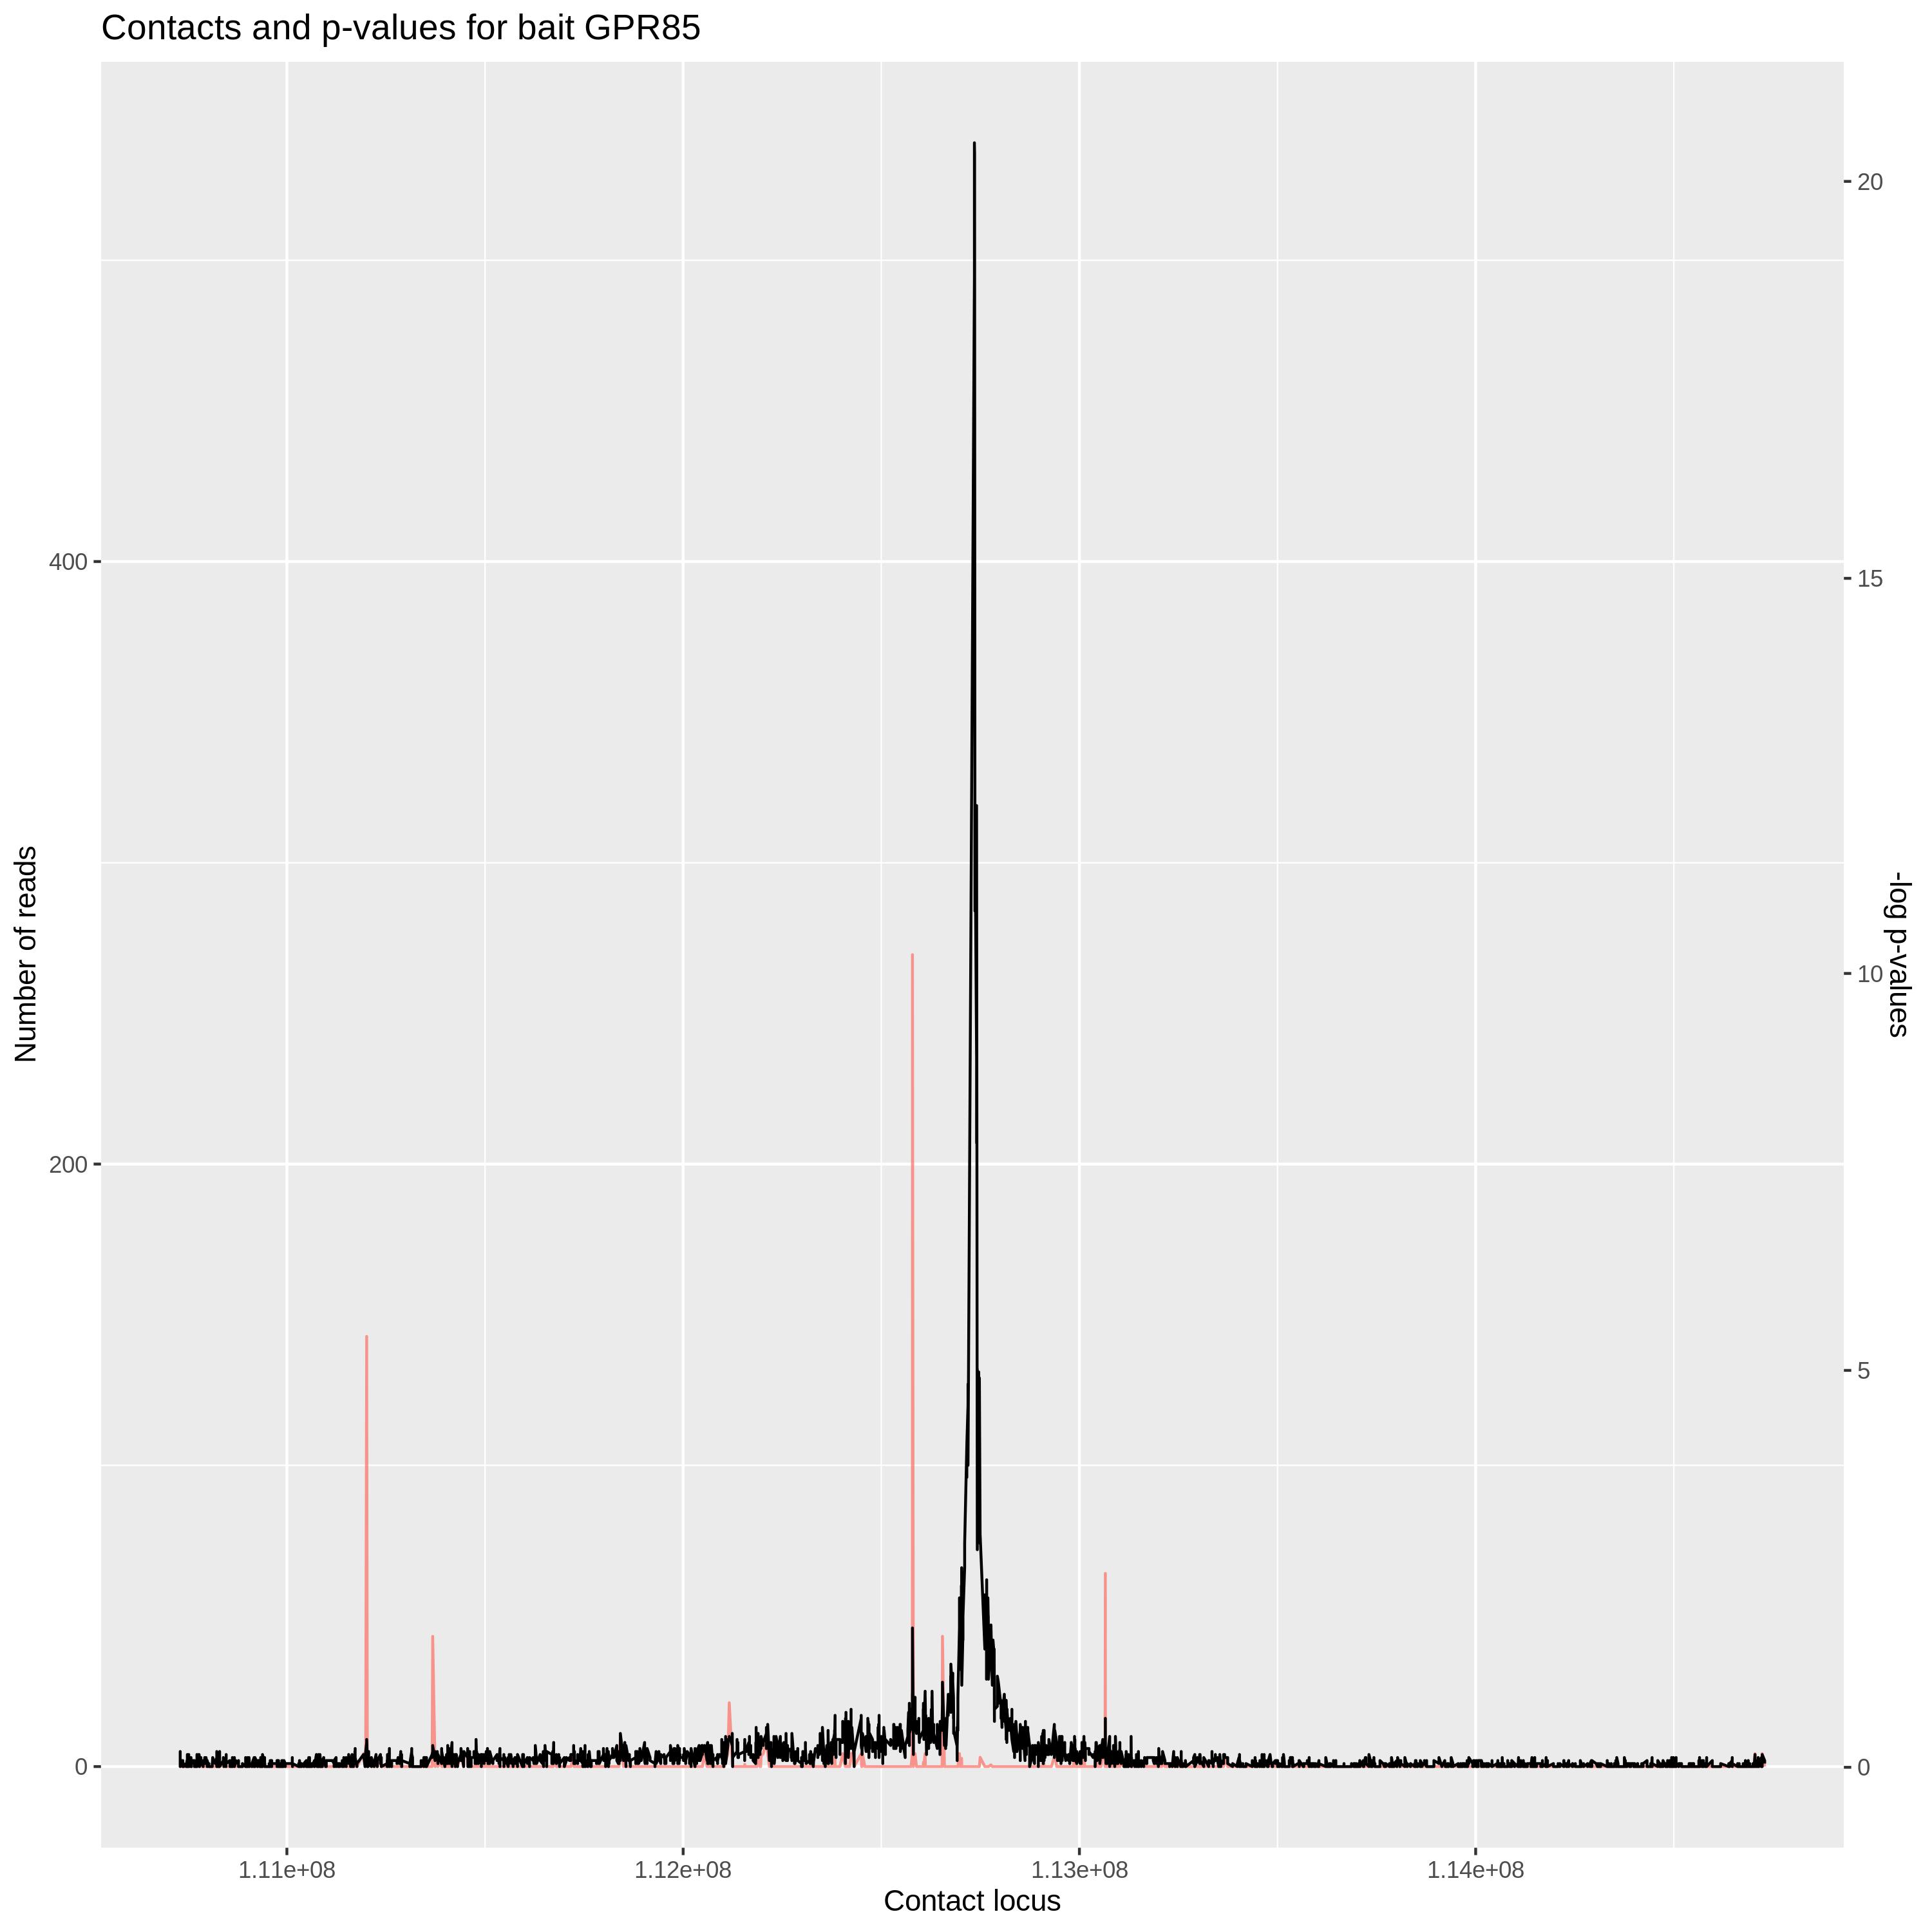 Contacts and p-values for bait GPR85
20
400
15
Number of reads
-log p-values
10
200
5
0
0
1.11e+08
1.12e+08
1.13e+08
1.14e+08
Contact locus